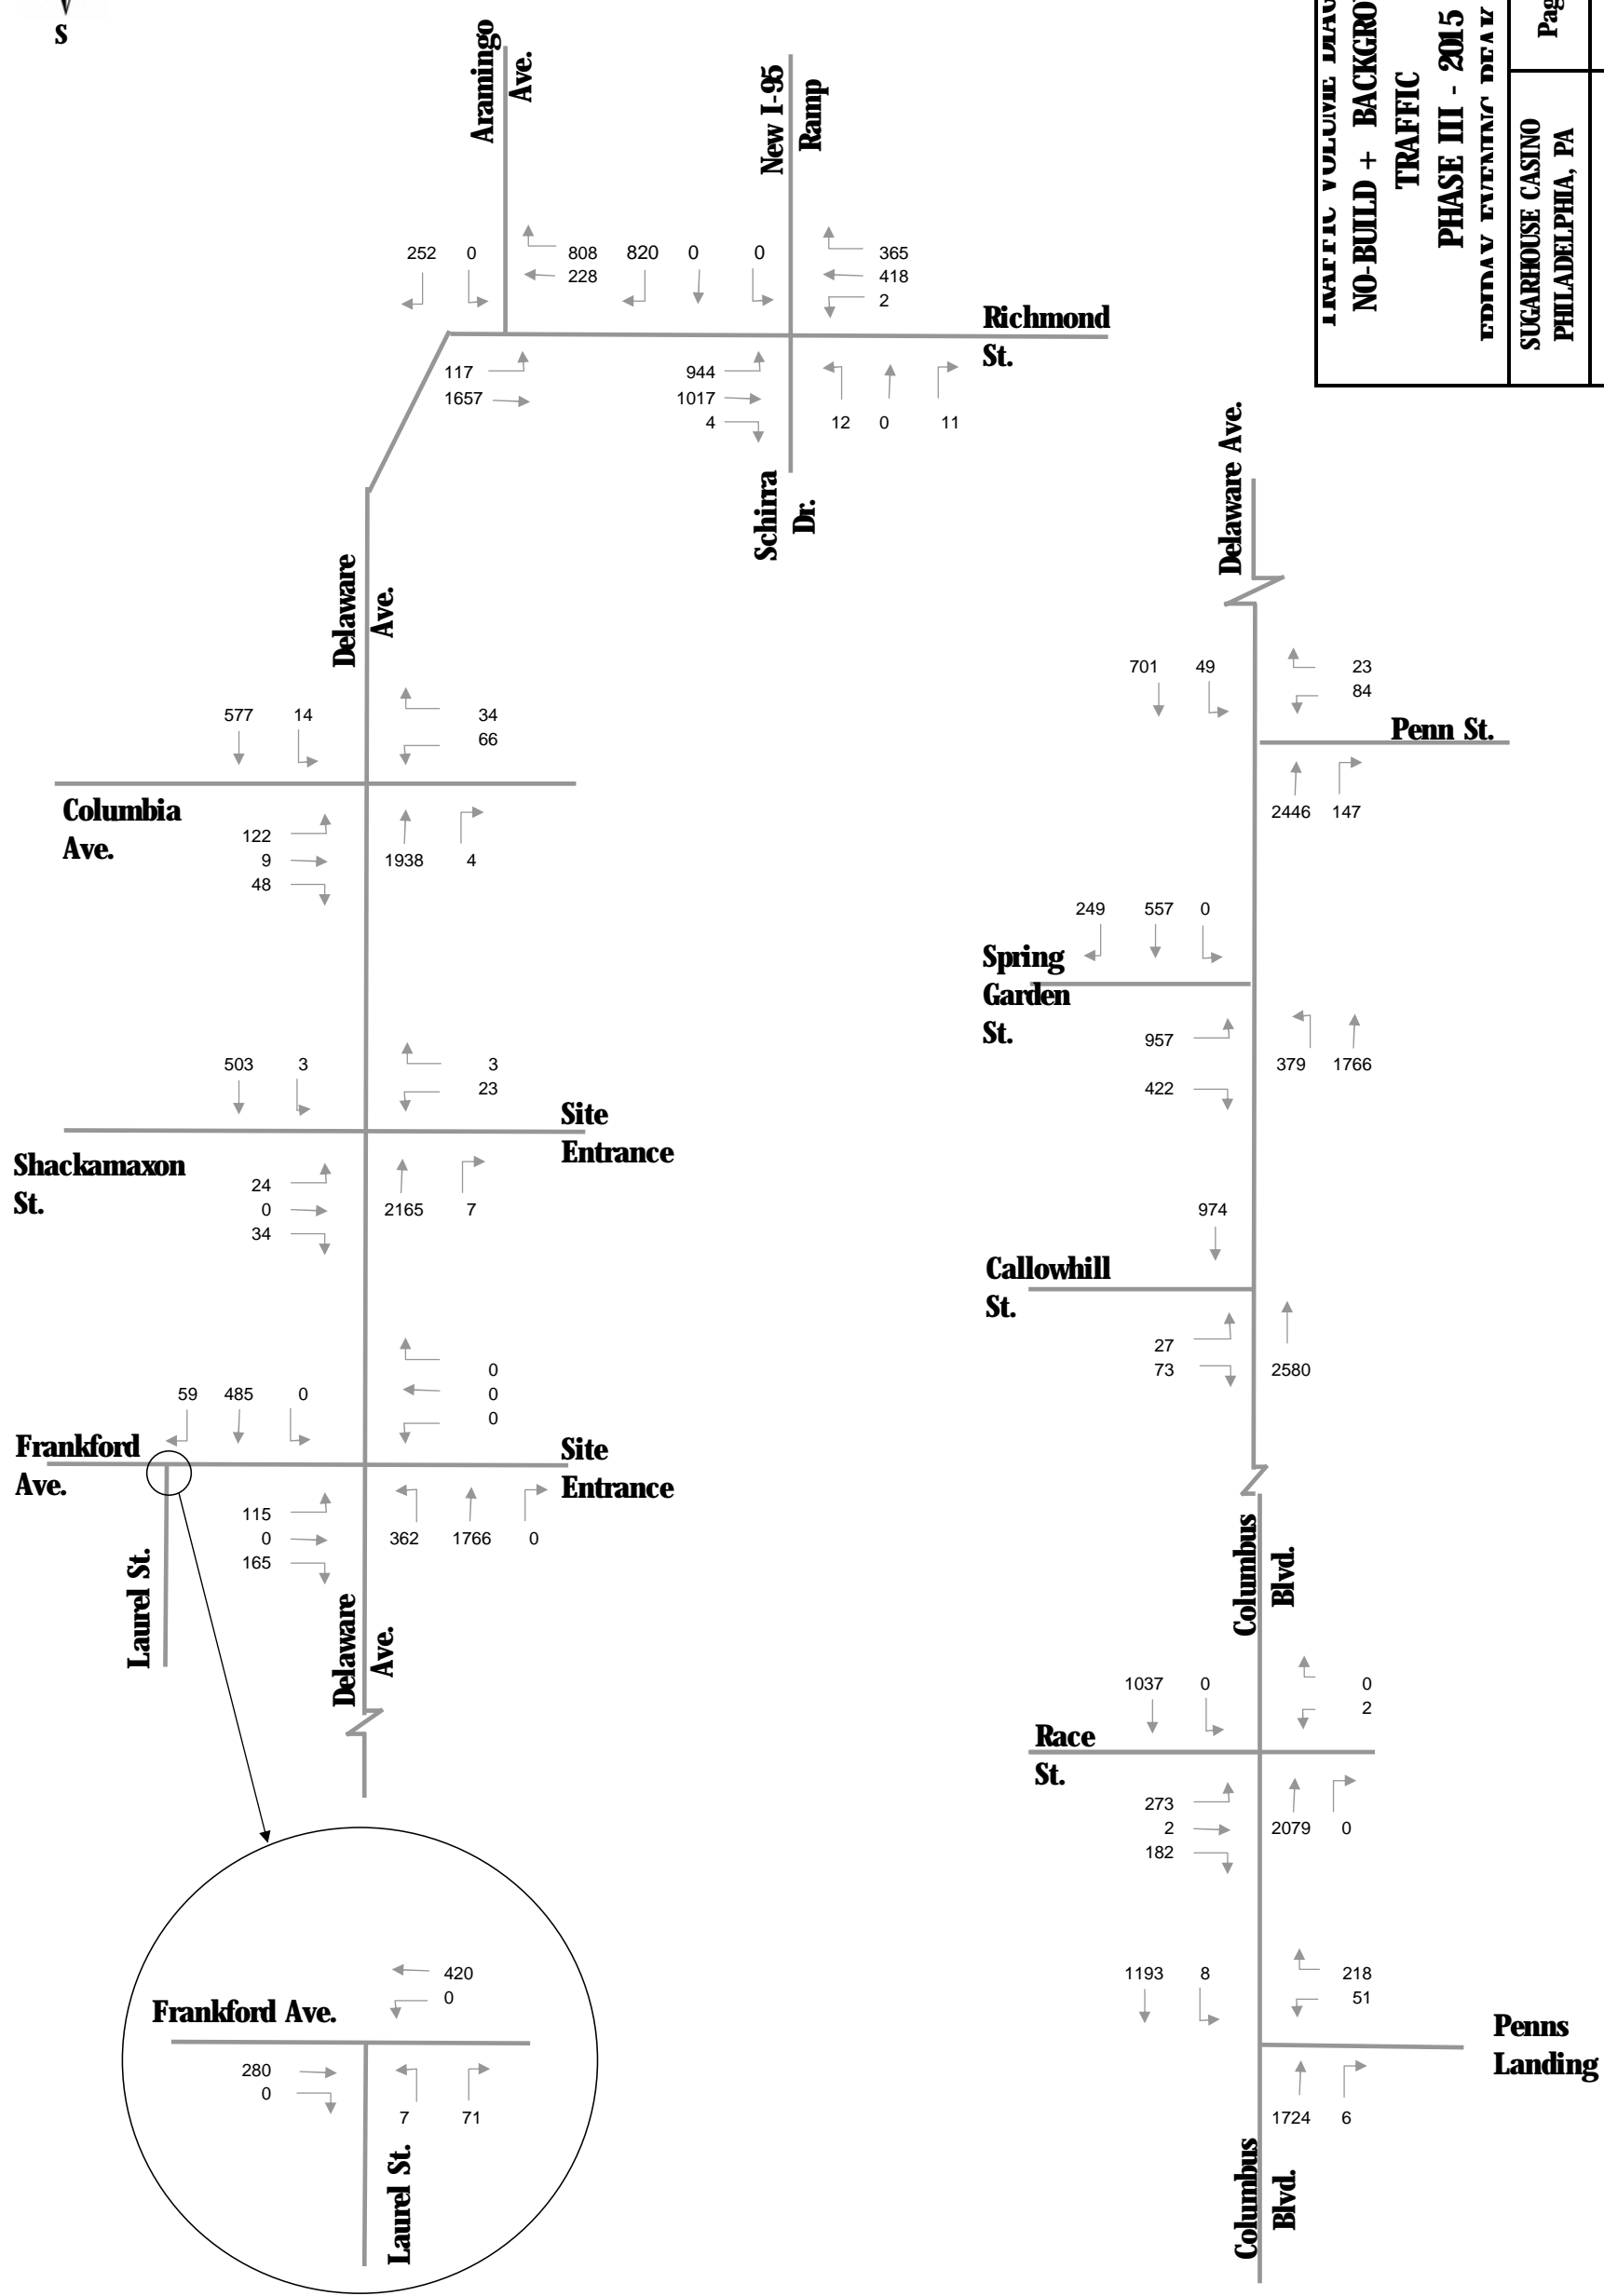 S
Aramingo
Ave.
New I-95
Ramp
252 0
808
228
820 0 0
365
418
2
Richmond
St.
117
1657
944
1017
4
12 0 11
Schirra
Dr.
NO-BUILD +
TRAFFIC
PHASE III - 2015
SUGARHOUSE CASINO
PHILADELPHIA, PA
Delaware
Ave.
577 14
34
66
Columbia
Ave.
122
9
48
1938 4
503 3
3
23
Site
Entrance
Shackamaxon
St.
24
0
34
2165 7
59 485 0
0
0
0
Frankford
Ave.
Site
Entrance
115
0
165
362 1766 0
Laurel St.
Delaware
Ave.
420
0
Frankford Ave.
280
0
7 71
Laurel St.
Delaware Ave.
701 49
23
84
Penn St.
2446 147
249 557 0
Spring
Garden
St.
957
422
379 1766
974
Callowhill
St.
27
73
2580
Columbus
Blvd.
1037 0
0
2
Race
St.
273
2
182
2079 0
1193 8
218
51
Penns
Landing
1724 6
Columbus
Blvd.